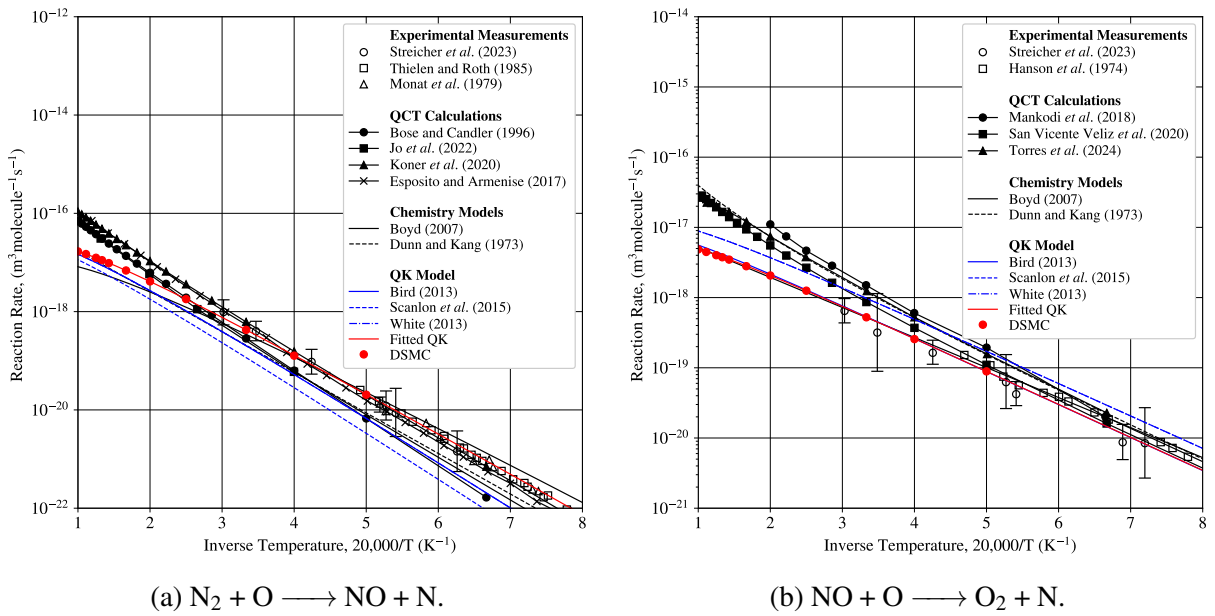 10⁻¹²
10⁻¹⁴
10⁻¹⁶
10⁻¹⁸
10⁻²⁰
10⁻²²
Reaction Rate, (m³molecule⁻¹s⁻¹)
Experimental Measurements
Streicher et al. (2023)
Thielen and Roth (1985)
Monat et al. (1979)
QCT Calculations
Bose and Candler (1996)
Jo et al. (2022)
Koner et al. (2020)
Esposito and Armenise (2017)
Chemistry Models
Boyd (2007)
Dunn and Kang (1973)
QK Model
Bird (2013)
Scanlon et al. (2015)
White (2013)
Fitted QK
DSMC
1 2 3 4 5 6 7 8
Inverse Temperature, 20,000/T (K⁻¹)
(a) N₂ + O ⟶ NO + N.
10⁻¹⁴
10⁻¹⁵
10⁻¹⁶
10⁻¹⁷
10⁻¹⁸
10⁻¹⁹
10⁻²⁰
10⁻²¹
Reaction Rate, (m³molecule⁻¹s⁻¹)
Experimental Measurements
Streicher et al. (2023)
Hanson et al. (1974)
QCT Calculations
Mankodi et al. (2018)
San Vicente Veliz et al. (2020)
Torres et al. (2024)
Chemistry Models
Boyd (2007)
Dunn and Kang (1973)
QK Model
Bird (2013)
Scanlon et al. (2015)
White (2013)
Fitted QK
DSMC
1 2 3 4 5 6 7 8
Inverse Temperature, 20,000/T (K⁻¹)
(b) NO + O ⟶ O₂ + N.